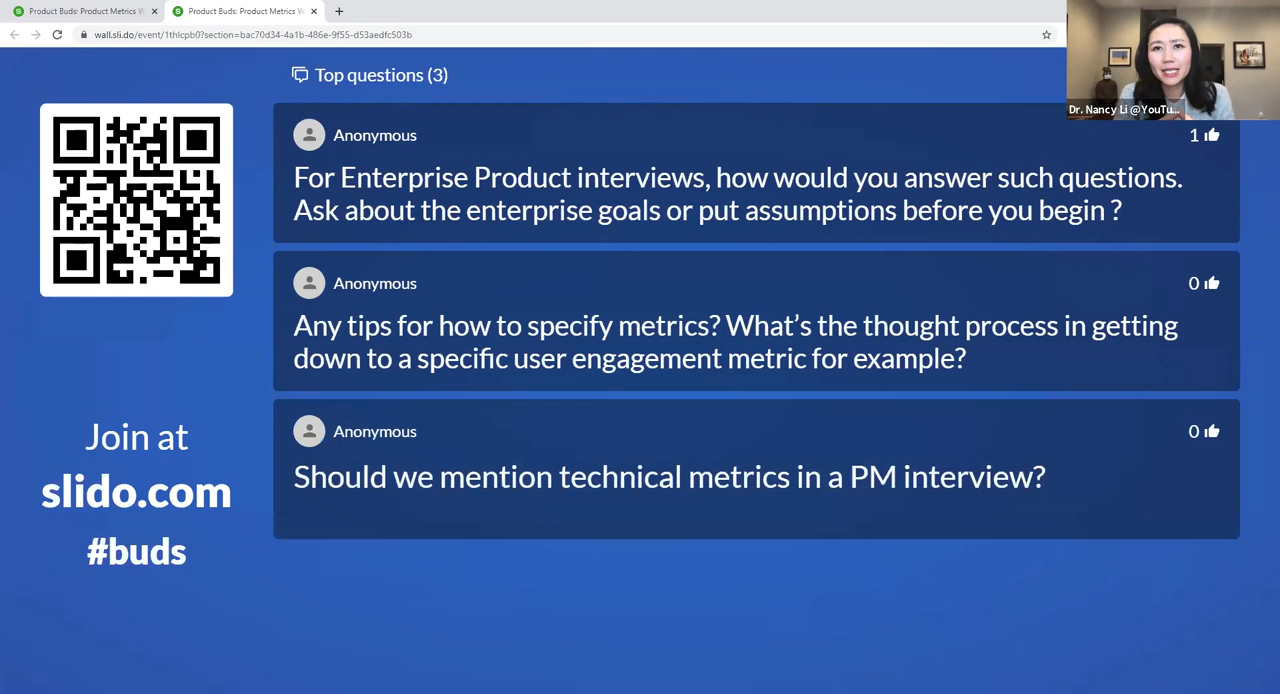 Product Buds: Product Metrics W
Product Buds: Product Metrics W
wall.sli.do/event/1thlcpb0?section=bac70d34-4a1b-486e-9f55-d53aedfc503b
Dr. Nancy Li @YouTu...
Top questions (3)
Anonymous
1
For Enterprise Product interviews, how would you answer such questions.
Ask about the enterprise goals or put assumptions before you begin ?
Anonymous
0
Any tips for how to specify metrics? What’s the thought process in getting
down to a specific user engagement metric for example?
Anonymous
0
Should we mention technical metrics in a PM interview?
Join at
slido.com
#buds